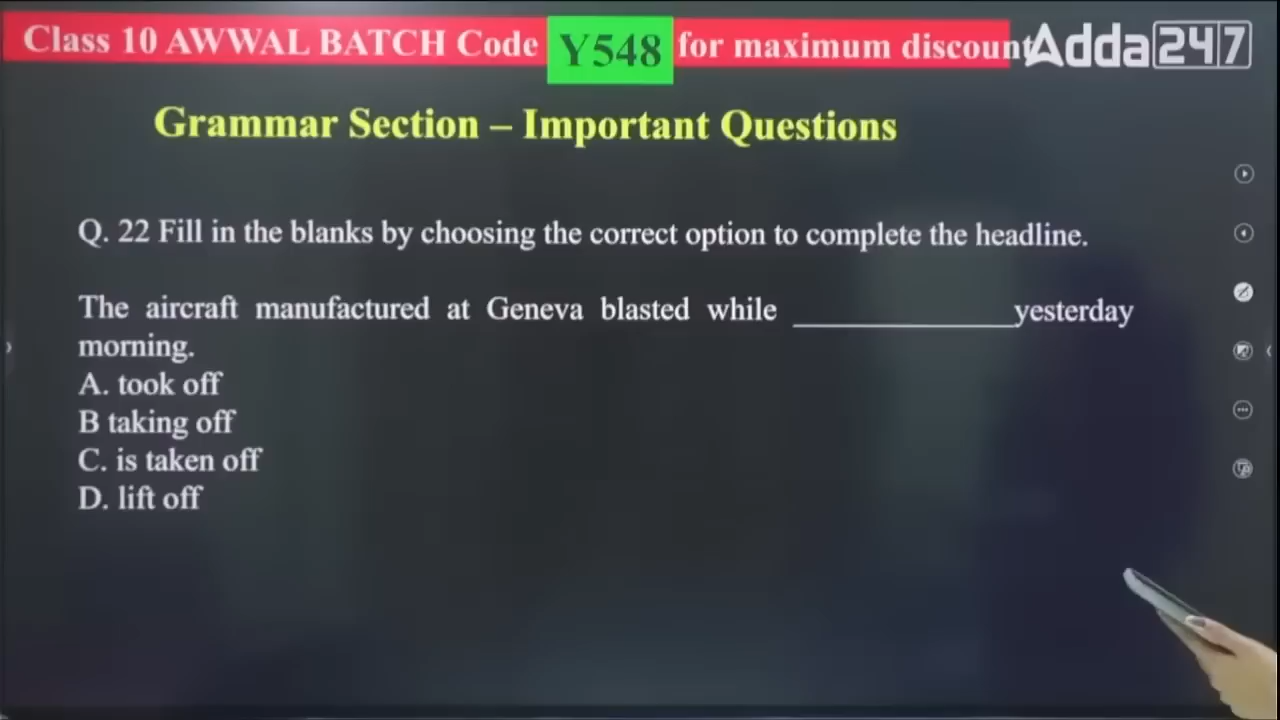 Class 10 AWWAL BATCH Code Y548 for maximum discount
Adda247
Grammar Section – Important Questions
Q. 22 Fill in the blanks by choosing the correct option to complete the headline.
The aircraft manufactured at Geneva blasted while ______________yesterday
morning.
A. took off
B taking off
C. is taken off
D. lift off